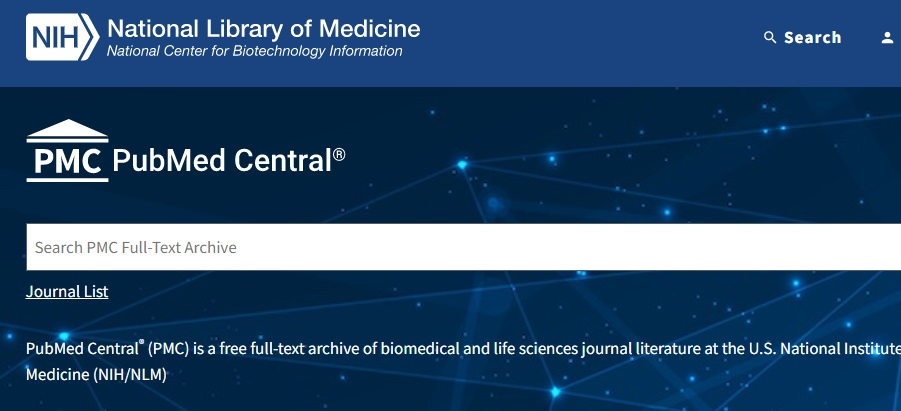 NIH National Library of Medicine
National Center for Biotechnology Information
Search
PMC PubMed Central®
Search PMC Full-Text Archive
Journal List
PubMed Central® (PMC) is a free full-text archive of biomedical and life sciences journal literature at the U.S. National Institute
Medicine (NIH/NLM)